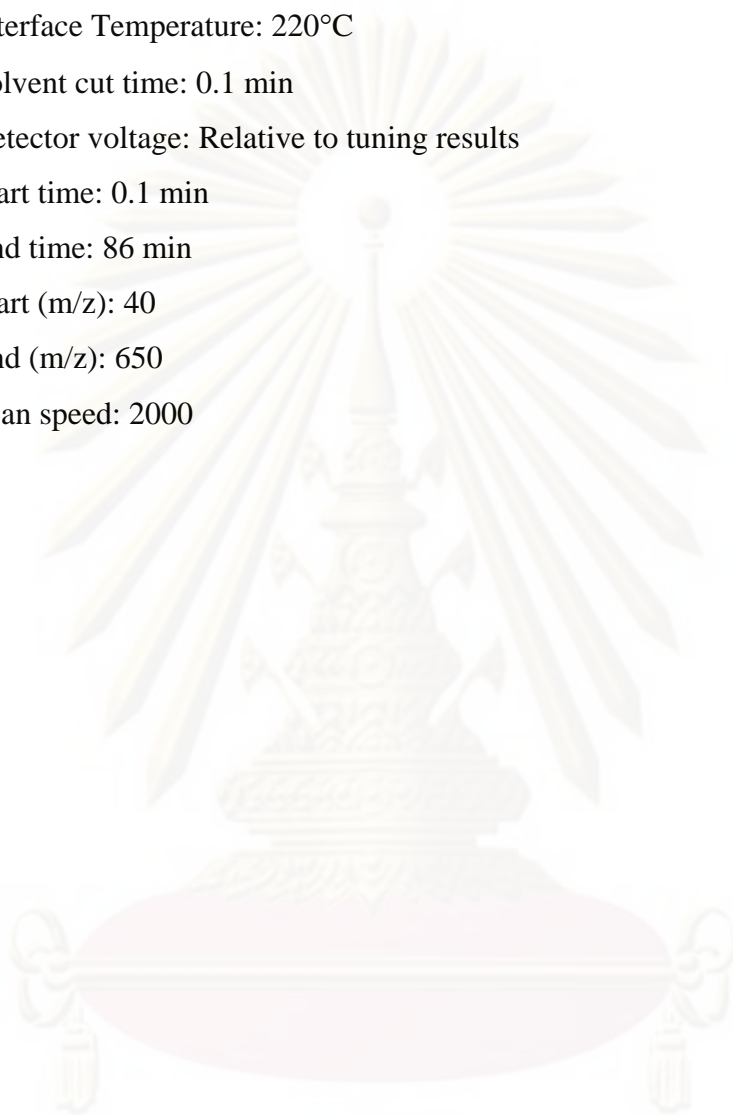 terface Temperature: 220°C
lvent cut time: 0.1 min
etector voltage: Relative to tuning results
art time: 0.1 min
nd time: 86 min
art (m/z): 40
nd (m/z): 650
an speed: 2000